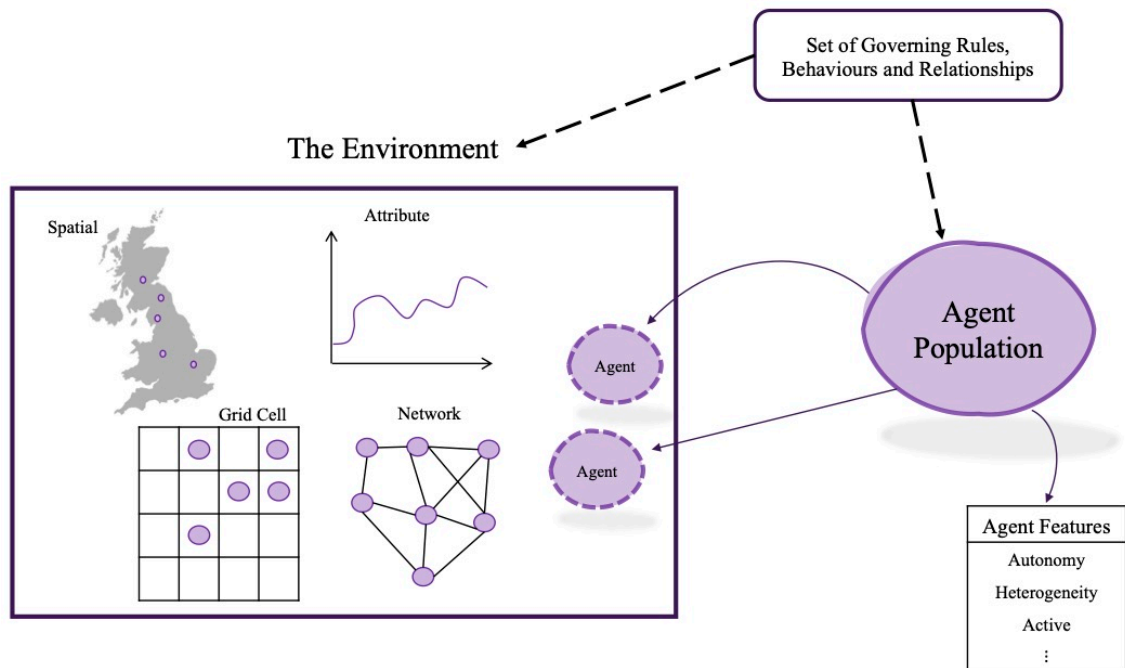 Set of Governing Rules,
Behaviours and Relationships
The Environment
Spatial
Attribute
Agent
Population
Agent
Grid Cell
Network
Agent
Agent Features
Autonomy
Heterogeneity
Active
⋮